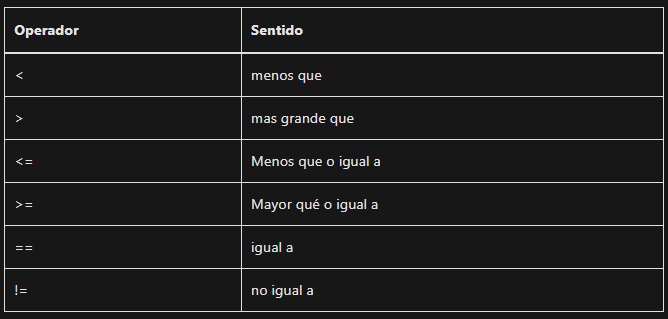 Operador Sentido
< menos que
> mas grande que
<= Menos que o igual a
>= Mayor qué o igual a
== igual a
!= no igual a